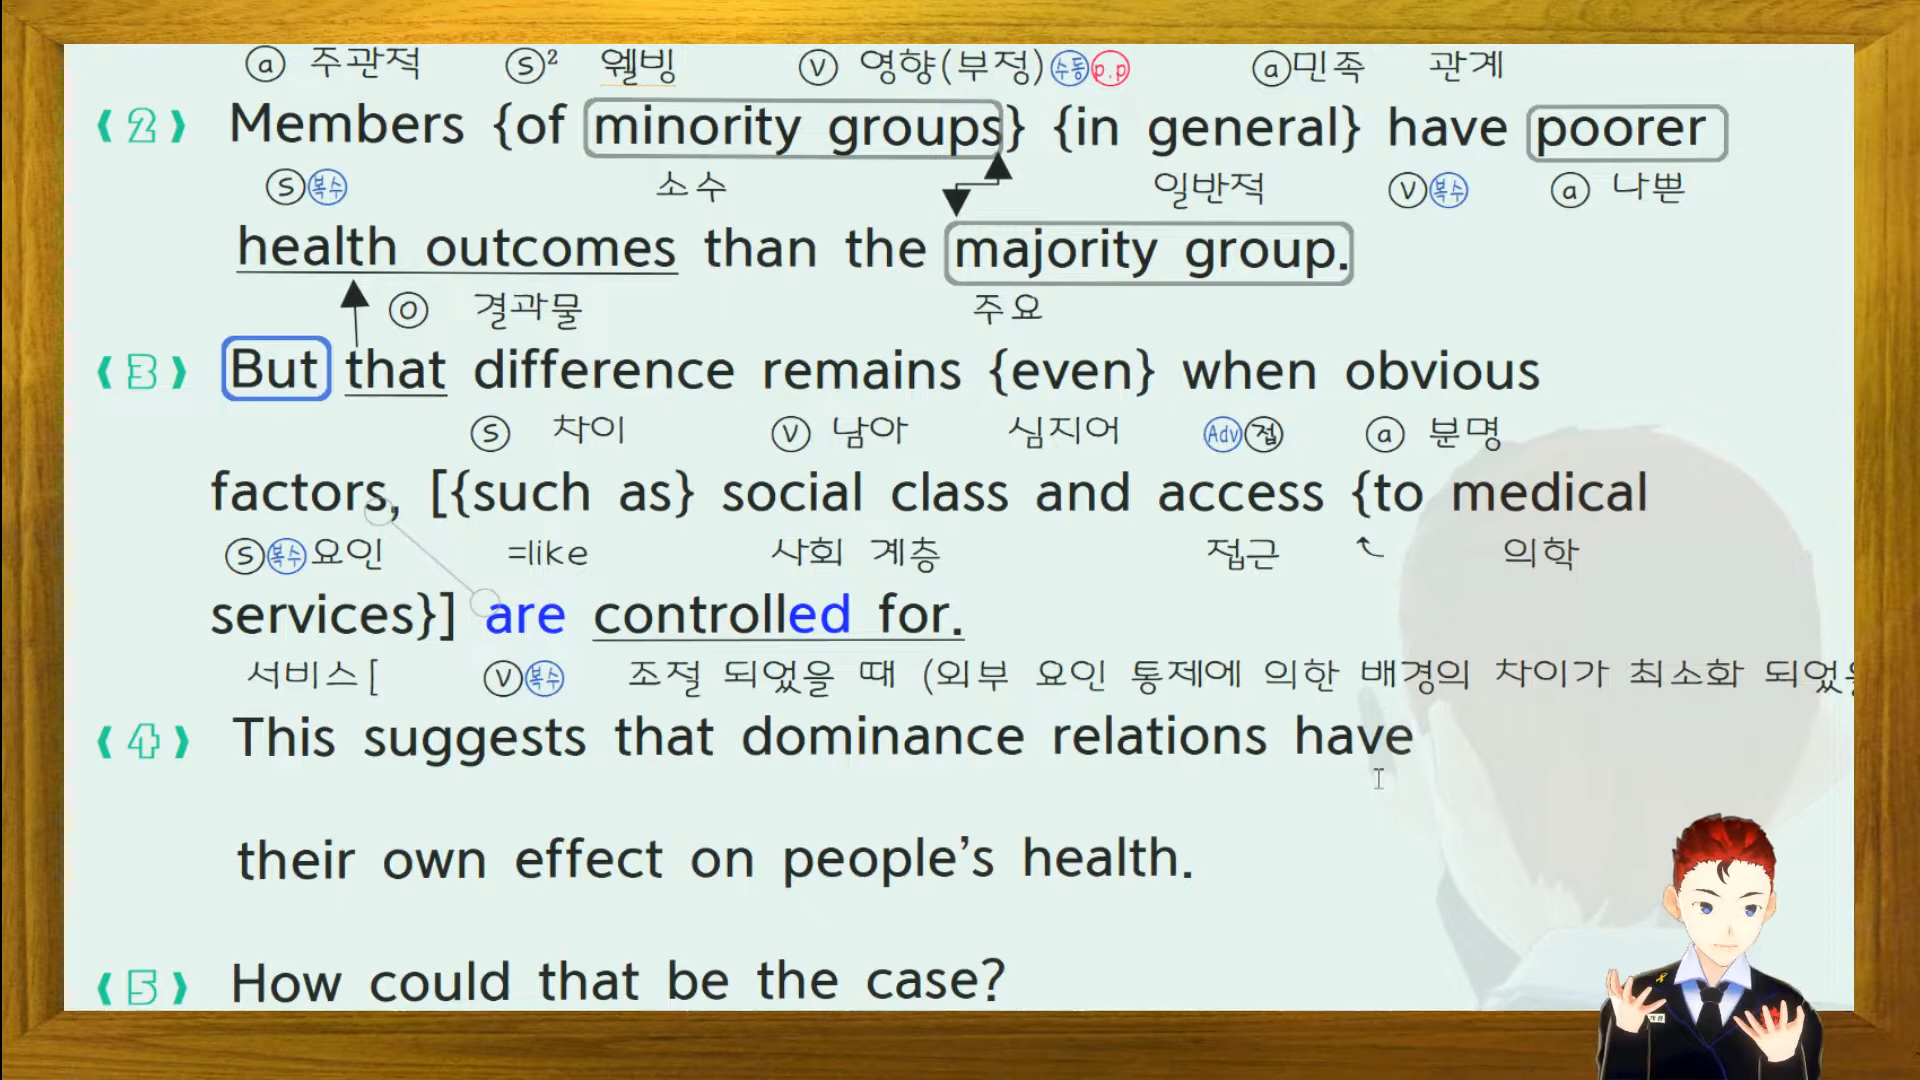 ⓐ 주관적 ⓢ² 웰빙 ⓥ 영향(부정) 수동 p.p ⓐ민족 관계
《2》 Members {of minority groups} {in general} have poorer
ⓢ복수 소수 일반적 ⓥ복수 ⓐ 나쁜
health outcomes than the majority group.
ⓞ 결과물 주요
《3》 But that difference remains {even} when obvious
ⓢ 차이 ⓥ 남아 심지어 Adv 접 ⓐ 분명
factors, [{such as} social class and access {to medical
ⓢ복수요인 =like 사회 계층 접근 의학
services}] are controlled for.
서비스 [ ⓥ복수 조절 되었을 때 (외부 요인 통제에 의한 배경의 차이가 최소화 되었을
《4》 This suggests that dominance relations have
their own effect on people’s health.
《5》 How could that be the case?